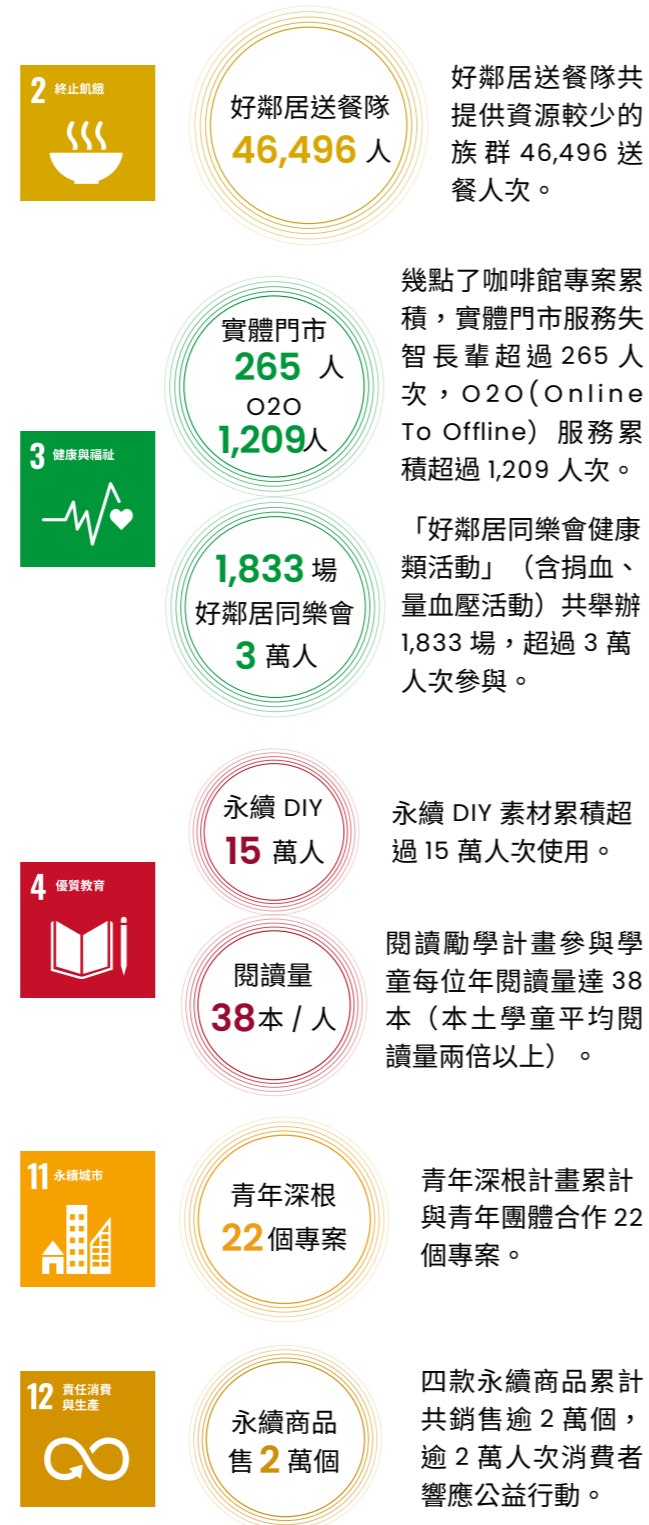 2 終止飢餓
好鄰居送餐隊
46,496 人
好鄰居送餐隊共
提供資源較少的
族群 46,496 送
餐人次。
3 健康與福祉
實體門市
265 人
O2O
1,209人
幾點了咖啡館專案累
積，實體門市服務失
智長輩超過 265 人
次，O2O(Online
To Offline）服務累
積超過 1,209 人次。
1,833 場
好鄰居同樂會
3 萬人
「好鄰居同樂會健康
類活動」（含捐血、
量血壓活動）共舉辦
1,833 場，超過 3 萬
人次參與。
4 優質教育
永續 DIY
15 萬人
永續 DIY 素材累積超
過 15 萬人次使用。
閱讀量
38本 / 人
閱讀勵學計畫參與學
童每位年閱讀量達 38
本（本土學童平均閱
讀量兩倍以上）。
11 永續城市
青年深根
22個專案
青年深根計畫累計
與青年團體合作 22
個專案。
12 責任消費
與生產
永續商品
售 2 萬個
四款永續商品累計
共銷售逾 2 萬個，
逾 2 萬人次消費者
響應公益行動。